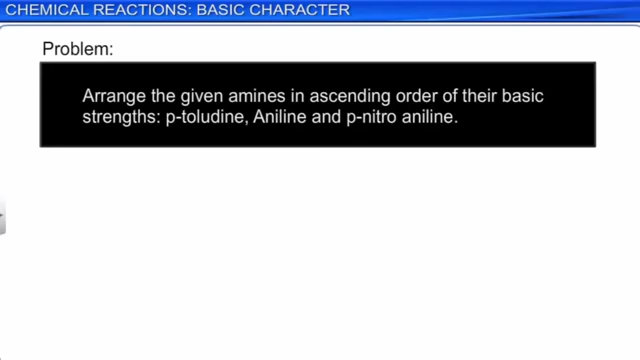 CHEMICAL REACTIONS: BASIC CHARACTER
Problem:
Arrange the given amines in ascending order of their basic
strengths: p-toludine, Aniline and p-nitro aniline.